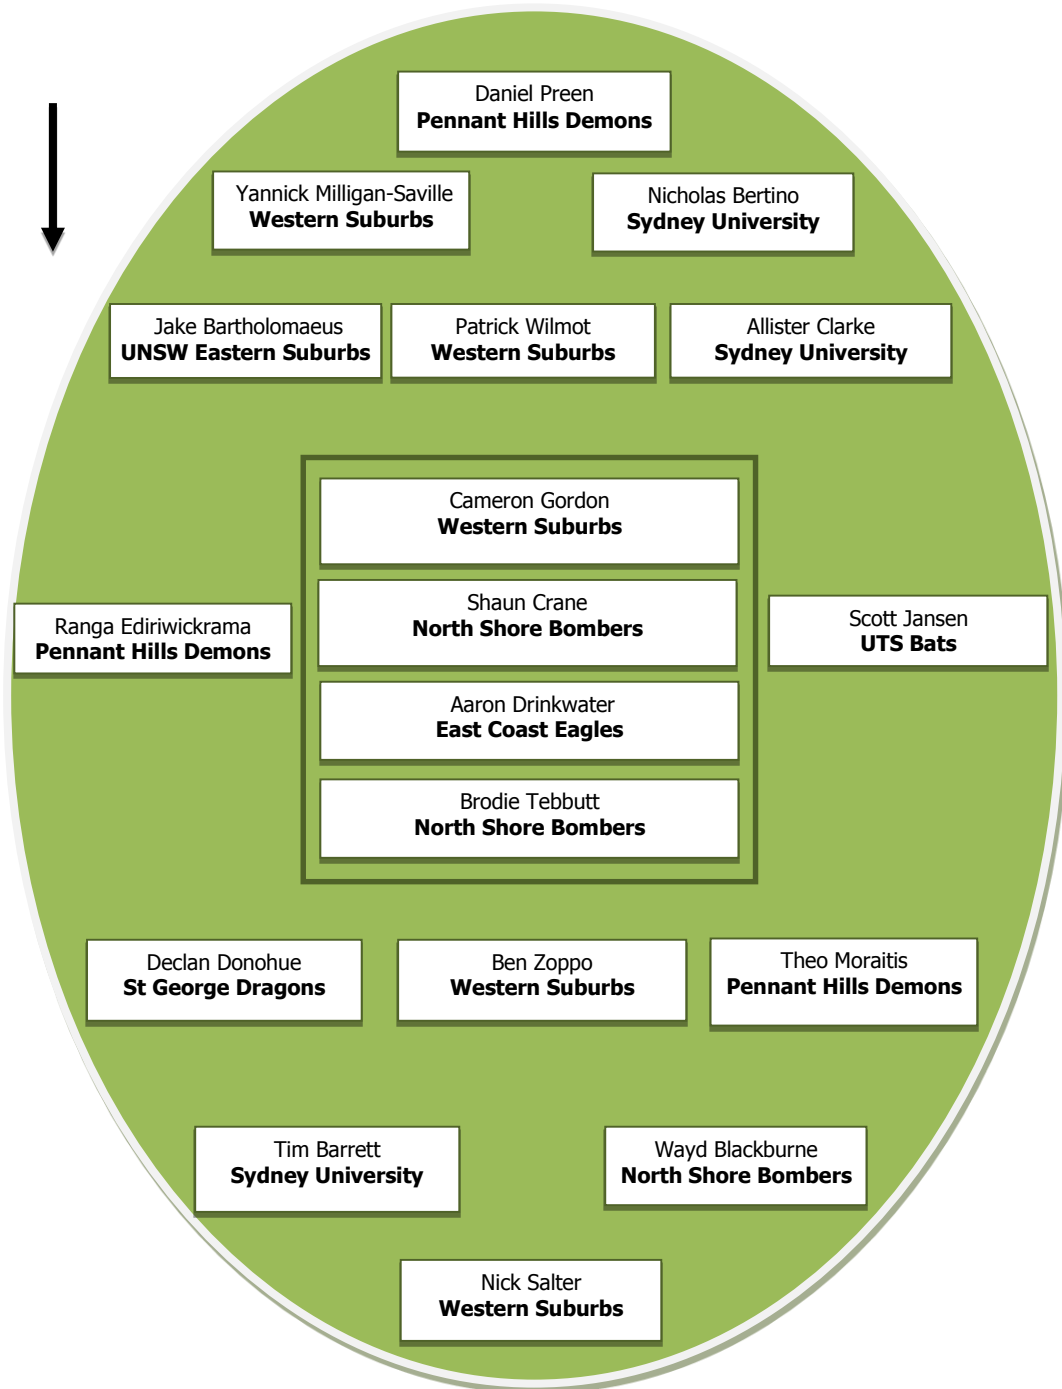 Daniel Preen
Pennant Hills Demons
Yannick Milligan-Saville
Western Suburbs
Nicholas Bertino
Sydney University
Jake Bartholomaeus
UNSW Eastern Suburbs
Patrick Wilmot
Western Suburbs
Allister Clarke
Sydney University
Cameron Gordon
Western Suburbs
Shaun Crane
North Shore Bombers
Ranga Ediriwickrama
Pennant Hills Demons
Scott Jansen
UTS Bats
Aaron Drinkwater
East Coast Eagles
Brodie Tebbutt
North Shore Bombers
Declan Donohue
St George Dragons
Ben Zoppo
Western Suburbs
Theo Moraitis
Pennant Hills Demons
Tim Barrett
Sydney University
Wayd Blackburne
North Shore Bombers
Nick Salter
Western Suburbs